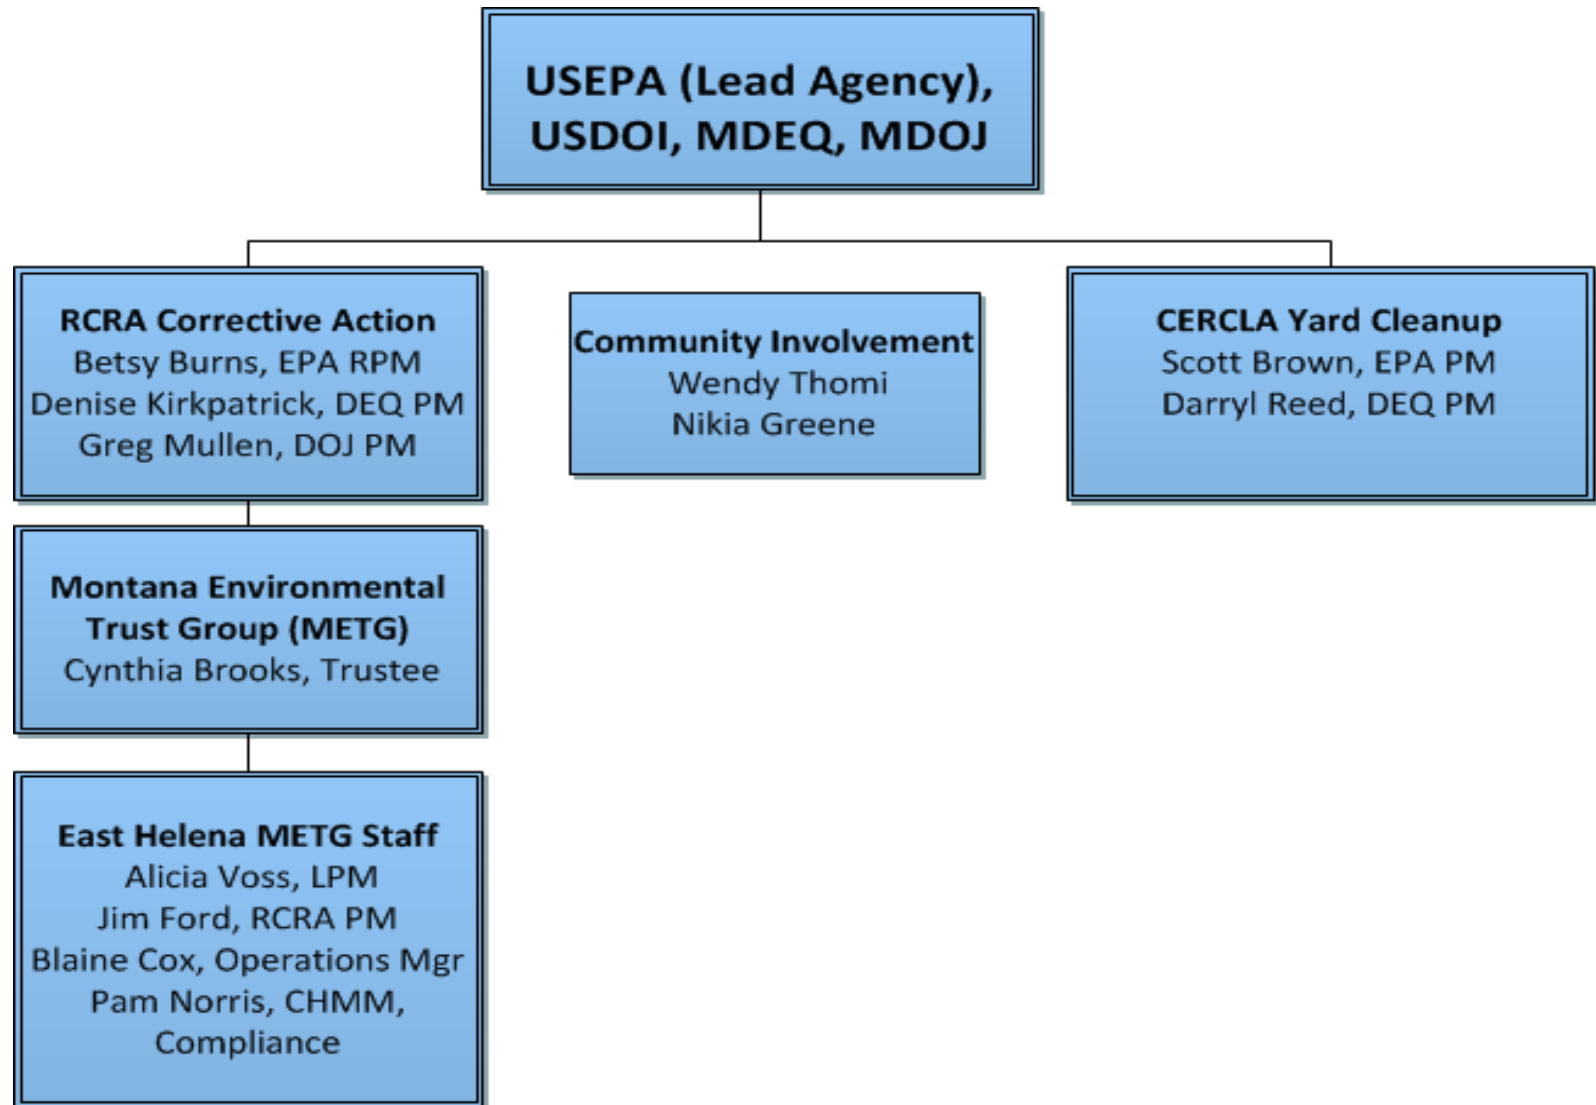 USEPA (Lead Agency),
USDOI, MDEQ, MDOJ
RCRA Corrective Action
Betsy Burns, EPA RPM
Denise Kirkpatrick, DEQ PM
Greg Mullen, DOJ PM
Community Involvement
Wendy Thomi
Nikia Greene
CERCLA Yard Cleanup
Scott Brown, EPA PM
Darryl Reed, DEQ PM
Montana Environmental
Trust Group (METG)
Cynthia Brooks, Trustee
East Helena METG Staff
Alicia Voss, LPM
Jim Ford, RCRA PM
Blaine Cox, Operations Mgr
Pam Norris, CHMM,
Compliance